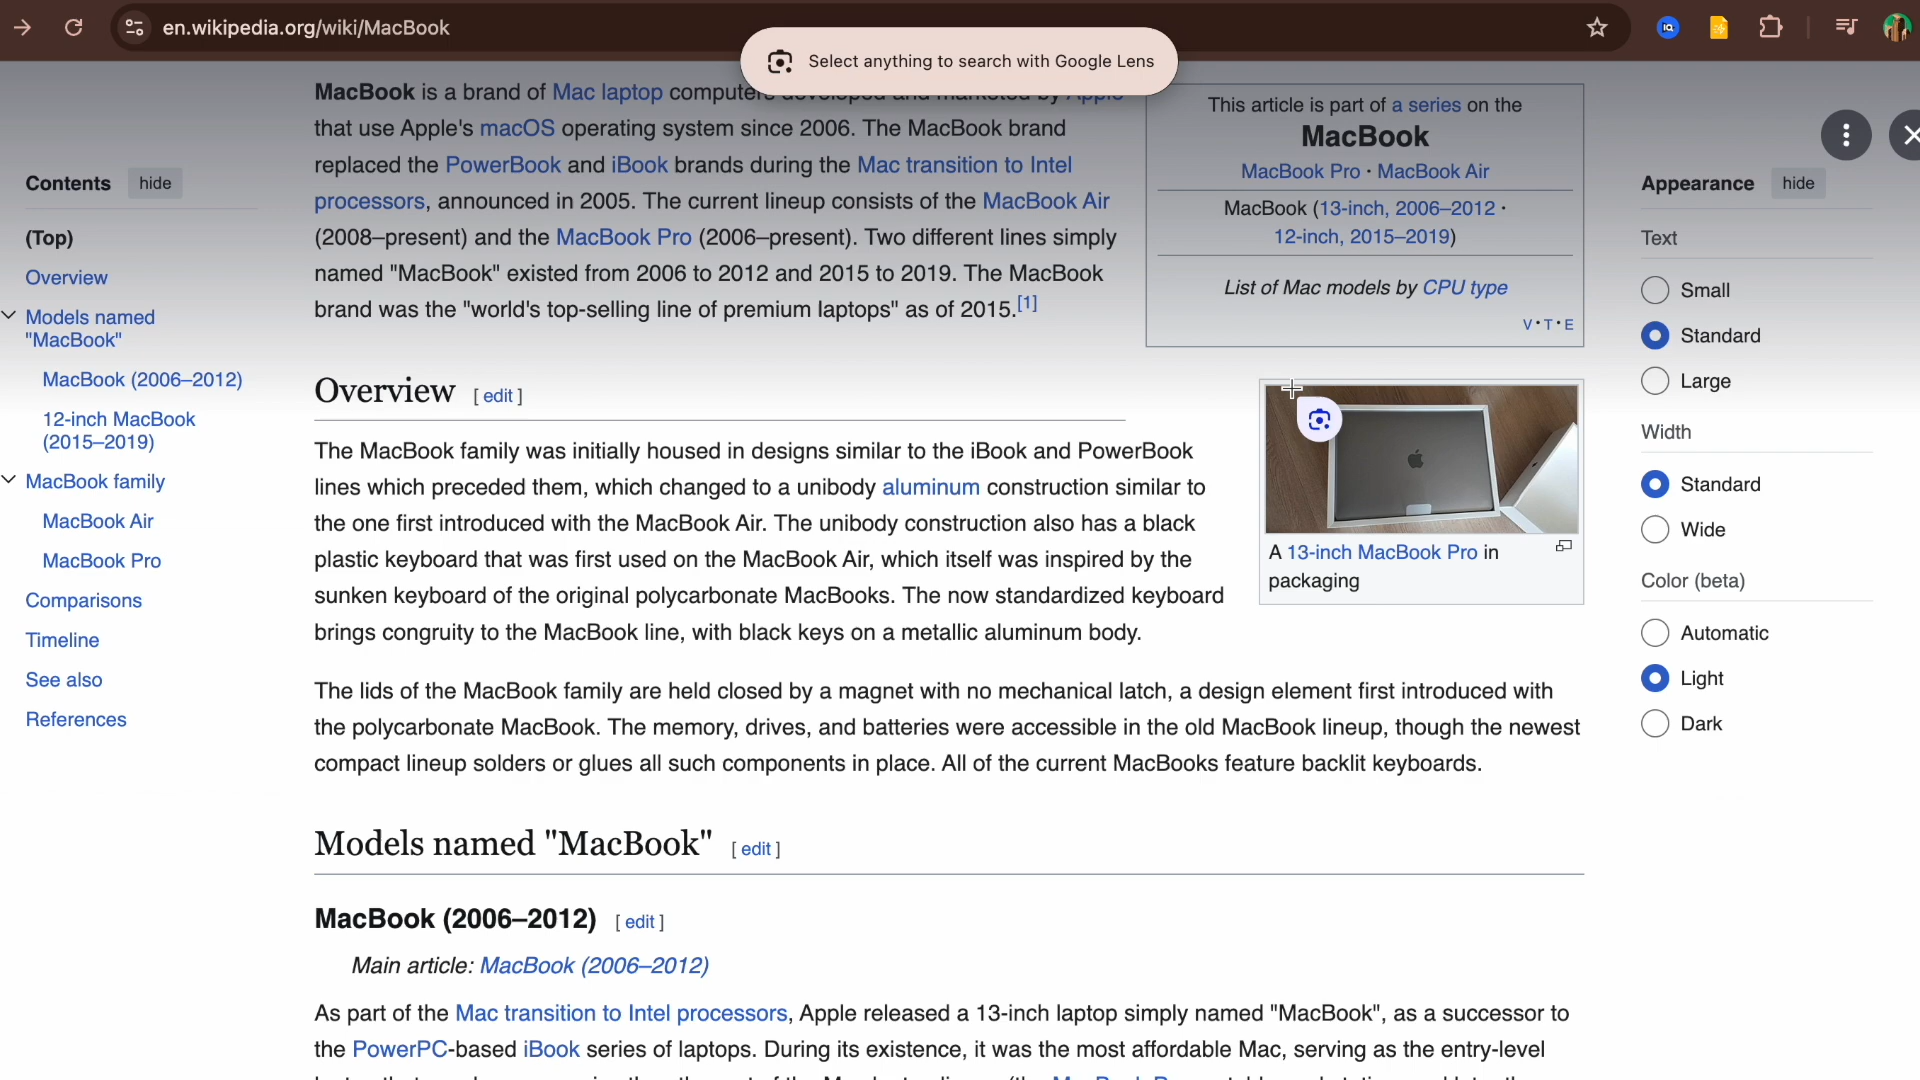 en.wikipedia.org/wiki/MacBook
Select anything to search with Google Lens
MacBook is a brand of Mac laptop computers developed and marketed by Apple
that use Apple's macOS operating system since 2006. The MacBook brand
replaced the PowerBook and iBook brands during the Mac transition to Intel
processors, announced in 2005. The current lineup consists of the MacBook Air
(2008–present) and the MacBook Pro (2006–present). Two different lines simply
named "MacBook" existed from 2006 to 2012 and 2015 to 2019. The MacBook
brand was the "world's top-selling line of premium laptops" as of 2015.[1]
This article is part of a series on the
MacBook
MacBook Pro · MacBook Air
MacBook (13-inch, 2006–2012 ·
12-inch, 2015–2019)
List of Mac models by CPU type
V · T · E
Contents hide
(Top)
Overview
Models named
"MacBook"
MacBook (2006–2012)
12-inch MacBook
(2015–2019)
MacBook family
MacBook Air
MacBook Pro
Comparisons
Timeline
See also
References
Overview [ edit ]
The MacBook family was initially housed in designs similar to the iBook and PowerBook
lines which preceded them, which changed to a unibody aluminum construction similar to
the one first introduced with the MacBook Air. The unibody construction also has a black
plastic keyboard that was first used on the MacBook Air, which itself was inspired by the
sunken keyboard of the original polycarbonate MacBooks. The now standardized keyboard
brings congruity to the MacBook line, with black keys on a metallic aluminum body.
A 13-inch MacBook Pro in
packaging
The lids of the MacBook family are held closed by a magnet with no mechanical latch, a design element first introduced with
the polycarbonate MacBook. The memory, drives, and batteries were accessible in the old MacBook lineup, though the newest
compact lineup solders or glues all such components in place. All of the current MacBooks feature backlit keyboards.
Models named "MacBook" [ edit ]
MacBook (2006–2012) [ edit ]
Main article: MacBook (2006–2012)
As part of the Mac transition to Intel processors, Apple released a 13-inch laptop simply named "MacBook", as a successor to
the PowerPC-based iBook series of laptops. During its existence, it was the most affordable Mac, serving as the entry-level
Appearance hide
Text
Small
Standard
Large
Width
Standard
Wide
Color (beta)
Automatic
Light
Dark